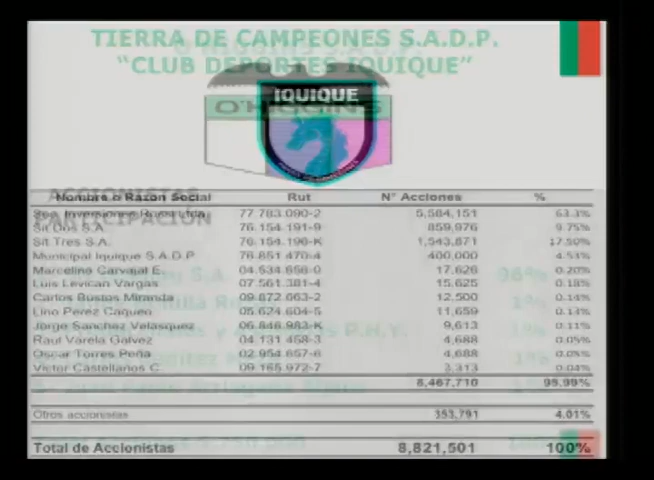 TIERRA DE CAMPEONES S.A.D.P.
"CLUB DEPORTES IQUIQUE"
IQUIQUE
O'HIGGINS
ACCIONISTAS
PARTICIPACIÓN
Nombre o Razon Social Rut N° Acciones %
77.783.090-2 5,584,151 63.3%
Sit Dos S.A. 76.154.191-9 859,976 9.75%
Sit Tres S.A. 76.154.196-K 1,543,871 17.50%
Municipal Iquique S.A.D.P. 76.851.470-4 400,000 4.53%
Marcelino Carvajal E. 04.534.856-0 17,626 0.20%
Luis Levican Vargas 07.561.381-4 15,625 0.18%
Carlos Bustos Miranda 09.872.663-2 12,500 0.14%
Lino Perez Caqueo 05.624.604-5 11,659 0.13%
Jorge Sanchez Velasquez 06.846.983-K 9,613 0.11%
Raul Varela Galvez 04.131.458-3 4,688 0.05%
Oscar Torres Peña 02.954.657-6 4,688 0.05%
Victor Castellanos C. 09.165.972-7 3,313 0.04%
8,467,710 95.99%
Otros accionistas 353,791 4.01%
Total de Accionistas 8,821,501 100%